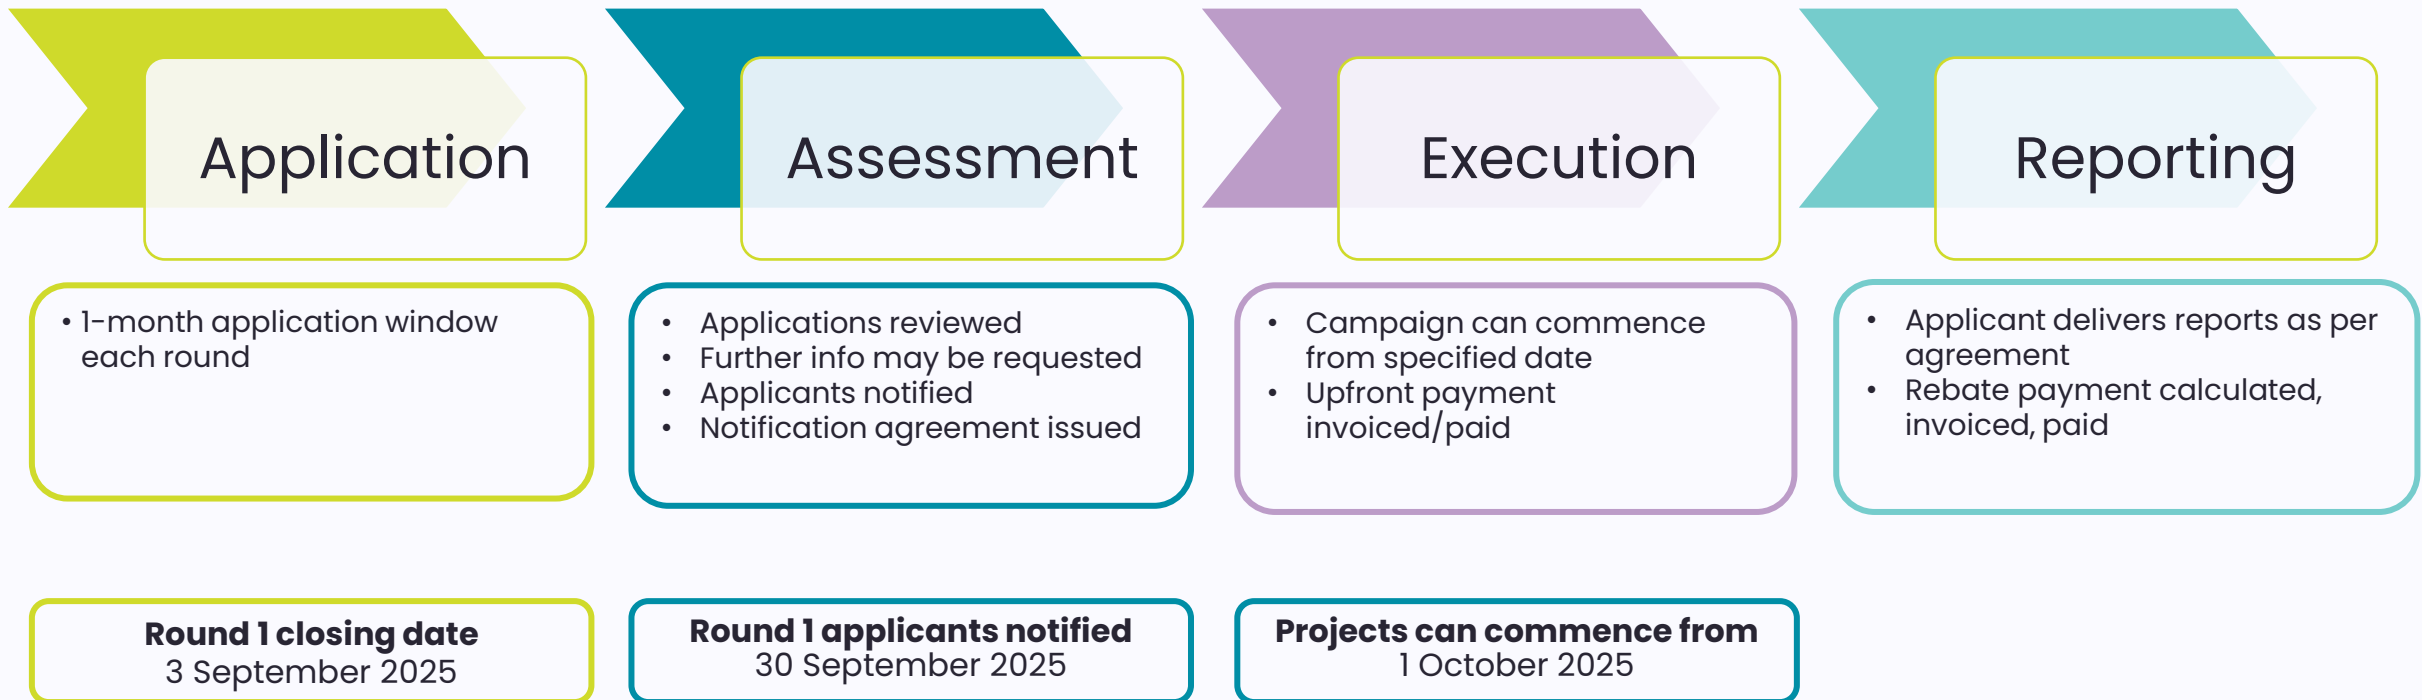 Application
Assessment
Execution
Reporting
• 1-month application window
each round
• Applications reviewed
• Further info may be requested
• Applicants notified
• Notification agreement issued
• Campaign can commence
from specified date
• Upfront payment
invoiced/paid
• Applicant delivers reports as per
agreement
• Rebate payment calculated,
invoiced, paid
Round 1 closing date
3 September 2025
Round 1 applicants notified
30 September 2025
Projects can commence from
1 October 2025